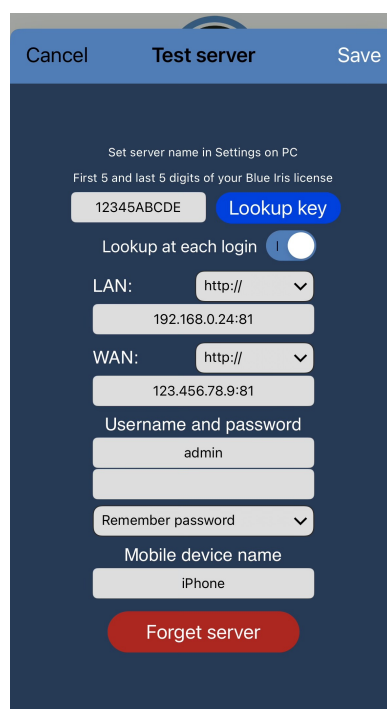 Cancel Test server Save
Set server name in Settings on PC
First 5 and last 5 digits of your Blue Iris license
12345ABCDE Lookup key
Lookup at each login
LAN: http://
192.168.0.24:81
WAN: http://
123.456.78.9:81
Username and password
admin
Remember password
Mobile device name
iPhone
Forget server